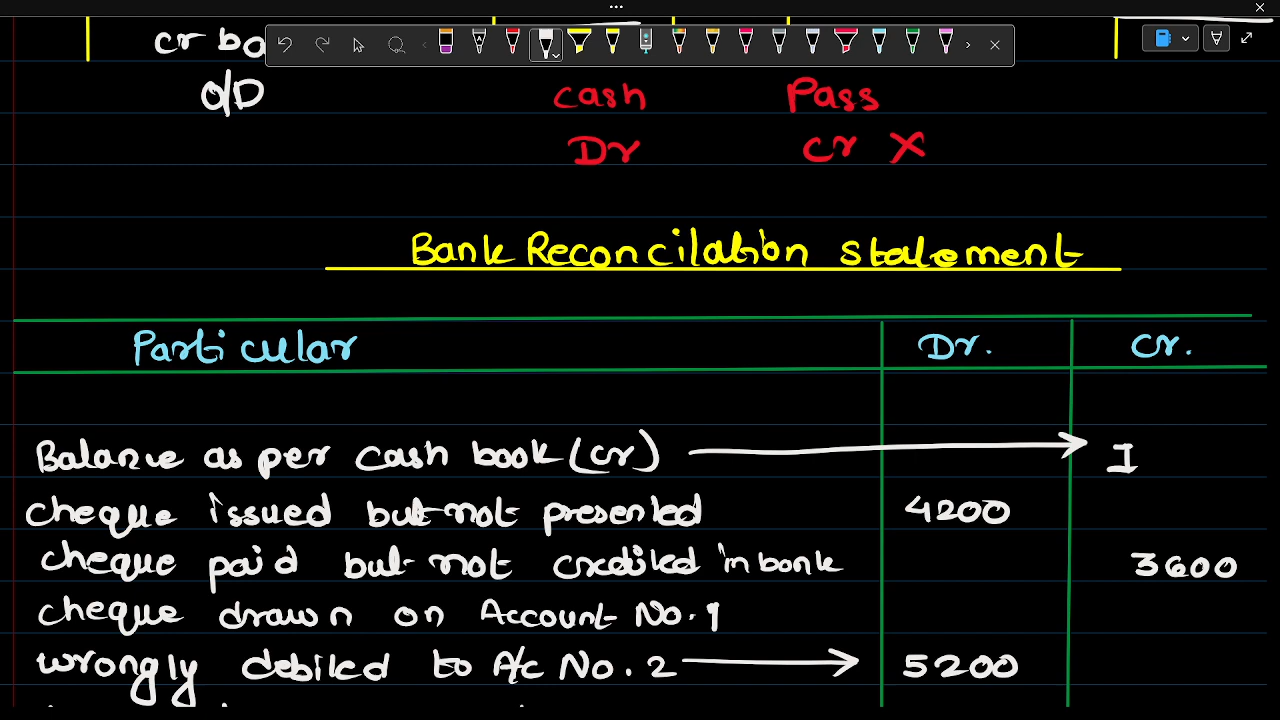 cr bo
O/D
cash Pass
Dr Cr X
Bank Reconcilation statement
Particular Dr. Cr.
Balance as per cash book (cr) I
cheque issued but not presented 4200
cheque paid but not credited in bank 3600
cheque drawn on Account No. 1
wrongly debited to A/c No. 2 5200